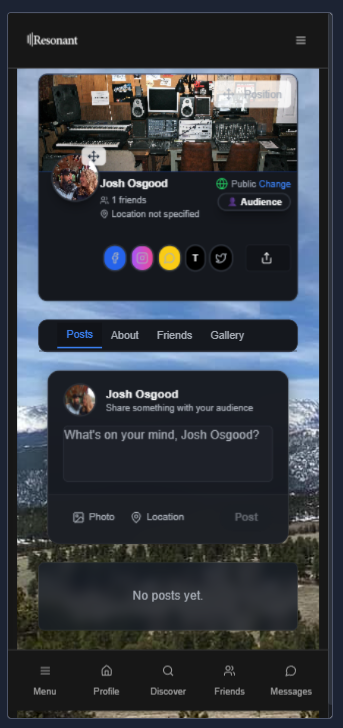 Resonant
Position
Josh Osgood
Public Change
1 friends
Audience
Location not specified
T
Posts About Friends Gallery
Josh Osgood
Share something with your audience
What's on your mind, Josh Osgood?
Photo Location Post
No posts yet.
Menu Profile Discover Friends Messages